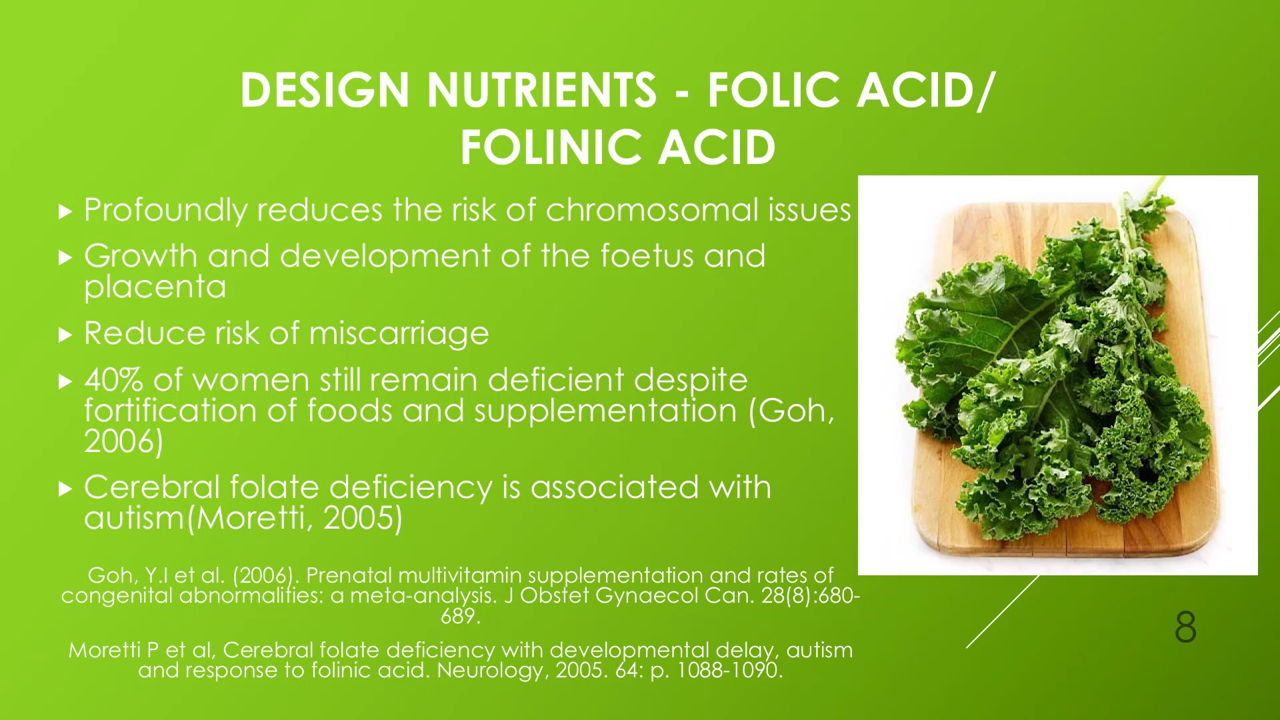 DESIGN NUTRIENTS - FOLIC ACID/
FOLINIC ACID
Profoundly reduces the risk of chromosomal issues
Growth and development of the foetus and
placenta
Reduce risk of miscarriage
40% of women still remain deficient despite
fortification of foods and supplementation (Goh,
2006)
Cerebral folate deficiency is associated with
autism(Moretti, 2005)
Goh, Y.I et al. (2006). Prenatal multivitamin supplementation and rates of
congenital abnormalities: a meta-analysis. J Obstet Gynaecol Can. 28(8):680-
689.
Moretti P et al, Cerebral folate deficiency with developmental delay, autism
and response to folinic acid. Neurology, 2005. 64: p. 1088-1090.
8